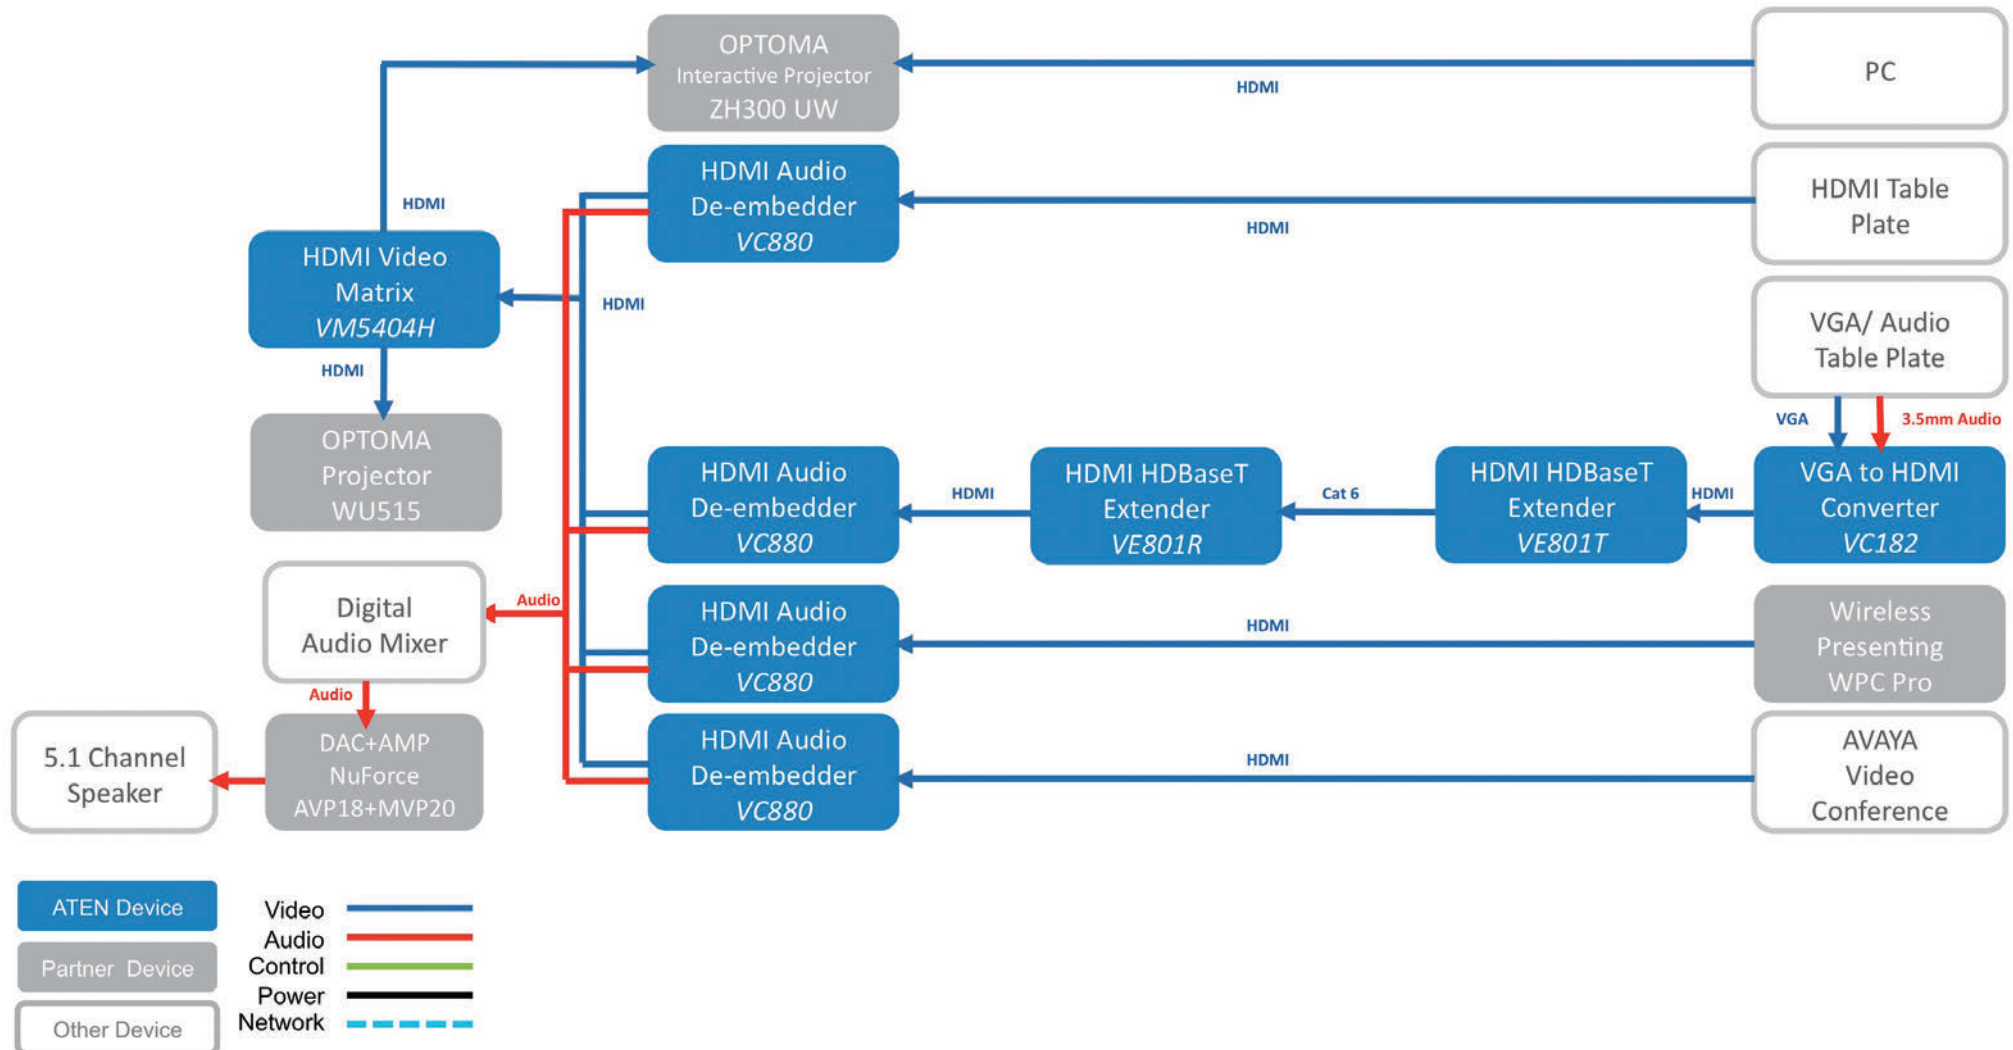 OPTOMA
Interactive Projector
ZH300 UW
PC
HDMI
HDMI Audio
De-embedder
VC880
HDMI Table
Plate
HDMI
HDMI
HDMI Video
Matrix
VM5404H
HDMI
HDMI
VGA/ Audio
Table Plate
VGA
3.5mm Audio
OPTOMA
Projector
WU515
HDMI Audio
De-embedder
VC880
HDMI
HDMI HDBaseT
Extender
VE801R
Cat 6
HDMI HDBaseT
Extender
VE801T
HDMI
VGA to HDMI
Converter
VC182
Digital
Audio Mixer
Audio
HDMI Audio
De-embedder
VC880
HDMI
Wireless
Presenting
WPC Pro
Audio
5.1 Channel
Speaker
DAC+AMP
NuForce
AVP18+MVP20
HDMI Audio
De-embedder
VC880
HDMI
AVAYA
Video
Conference
ATEN Device
Partner Device
Other Device
Video
Audio
Control
Power
Network